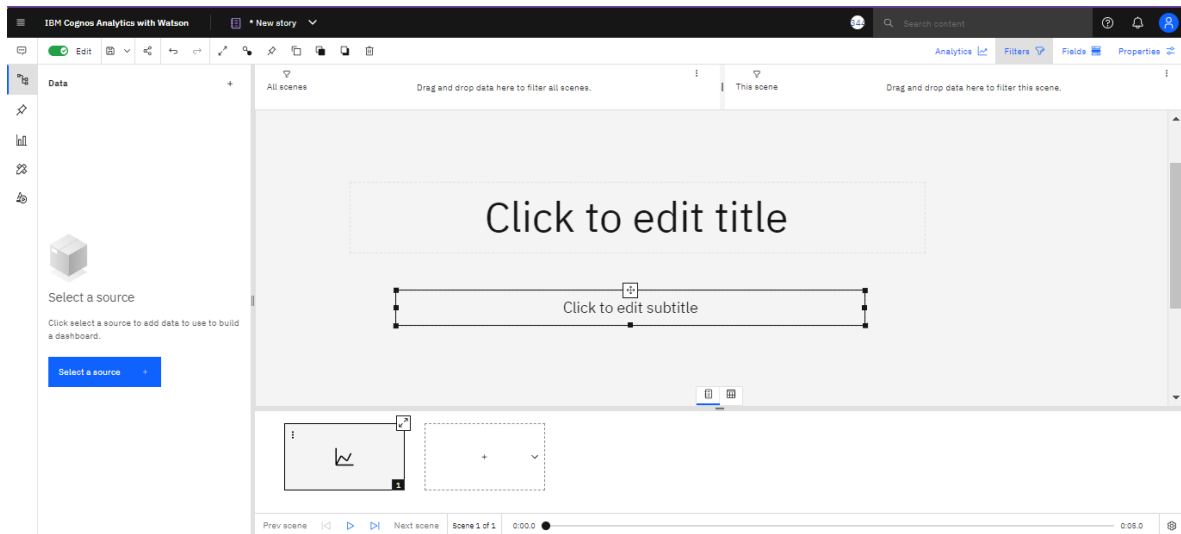 IBM Cognos Analytics with Watson
* New story
Search content
Edit
Analytics
Filters
Fields
Properties
Data
+
All scenes
Drag and drop data here to filter all scenes.
This scene
Drag and drop data here to filter this scene.
Click to edit title
Click to edit subtitle
Select a source
Click select a source to add data to use to build
a dashboard.
Select a source +
+
1
Prev scene
Next scene
Scene 1 of 1
0:00.0
0:05.0